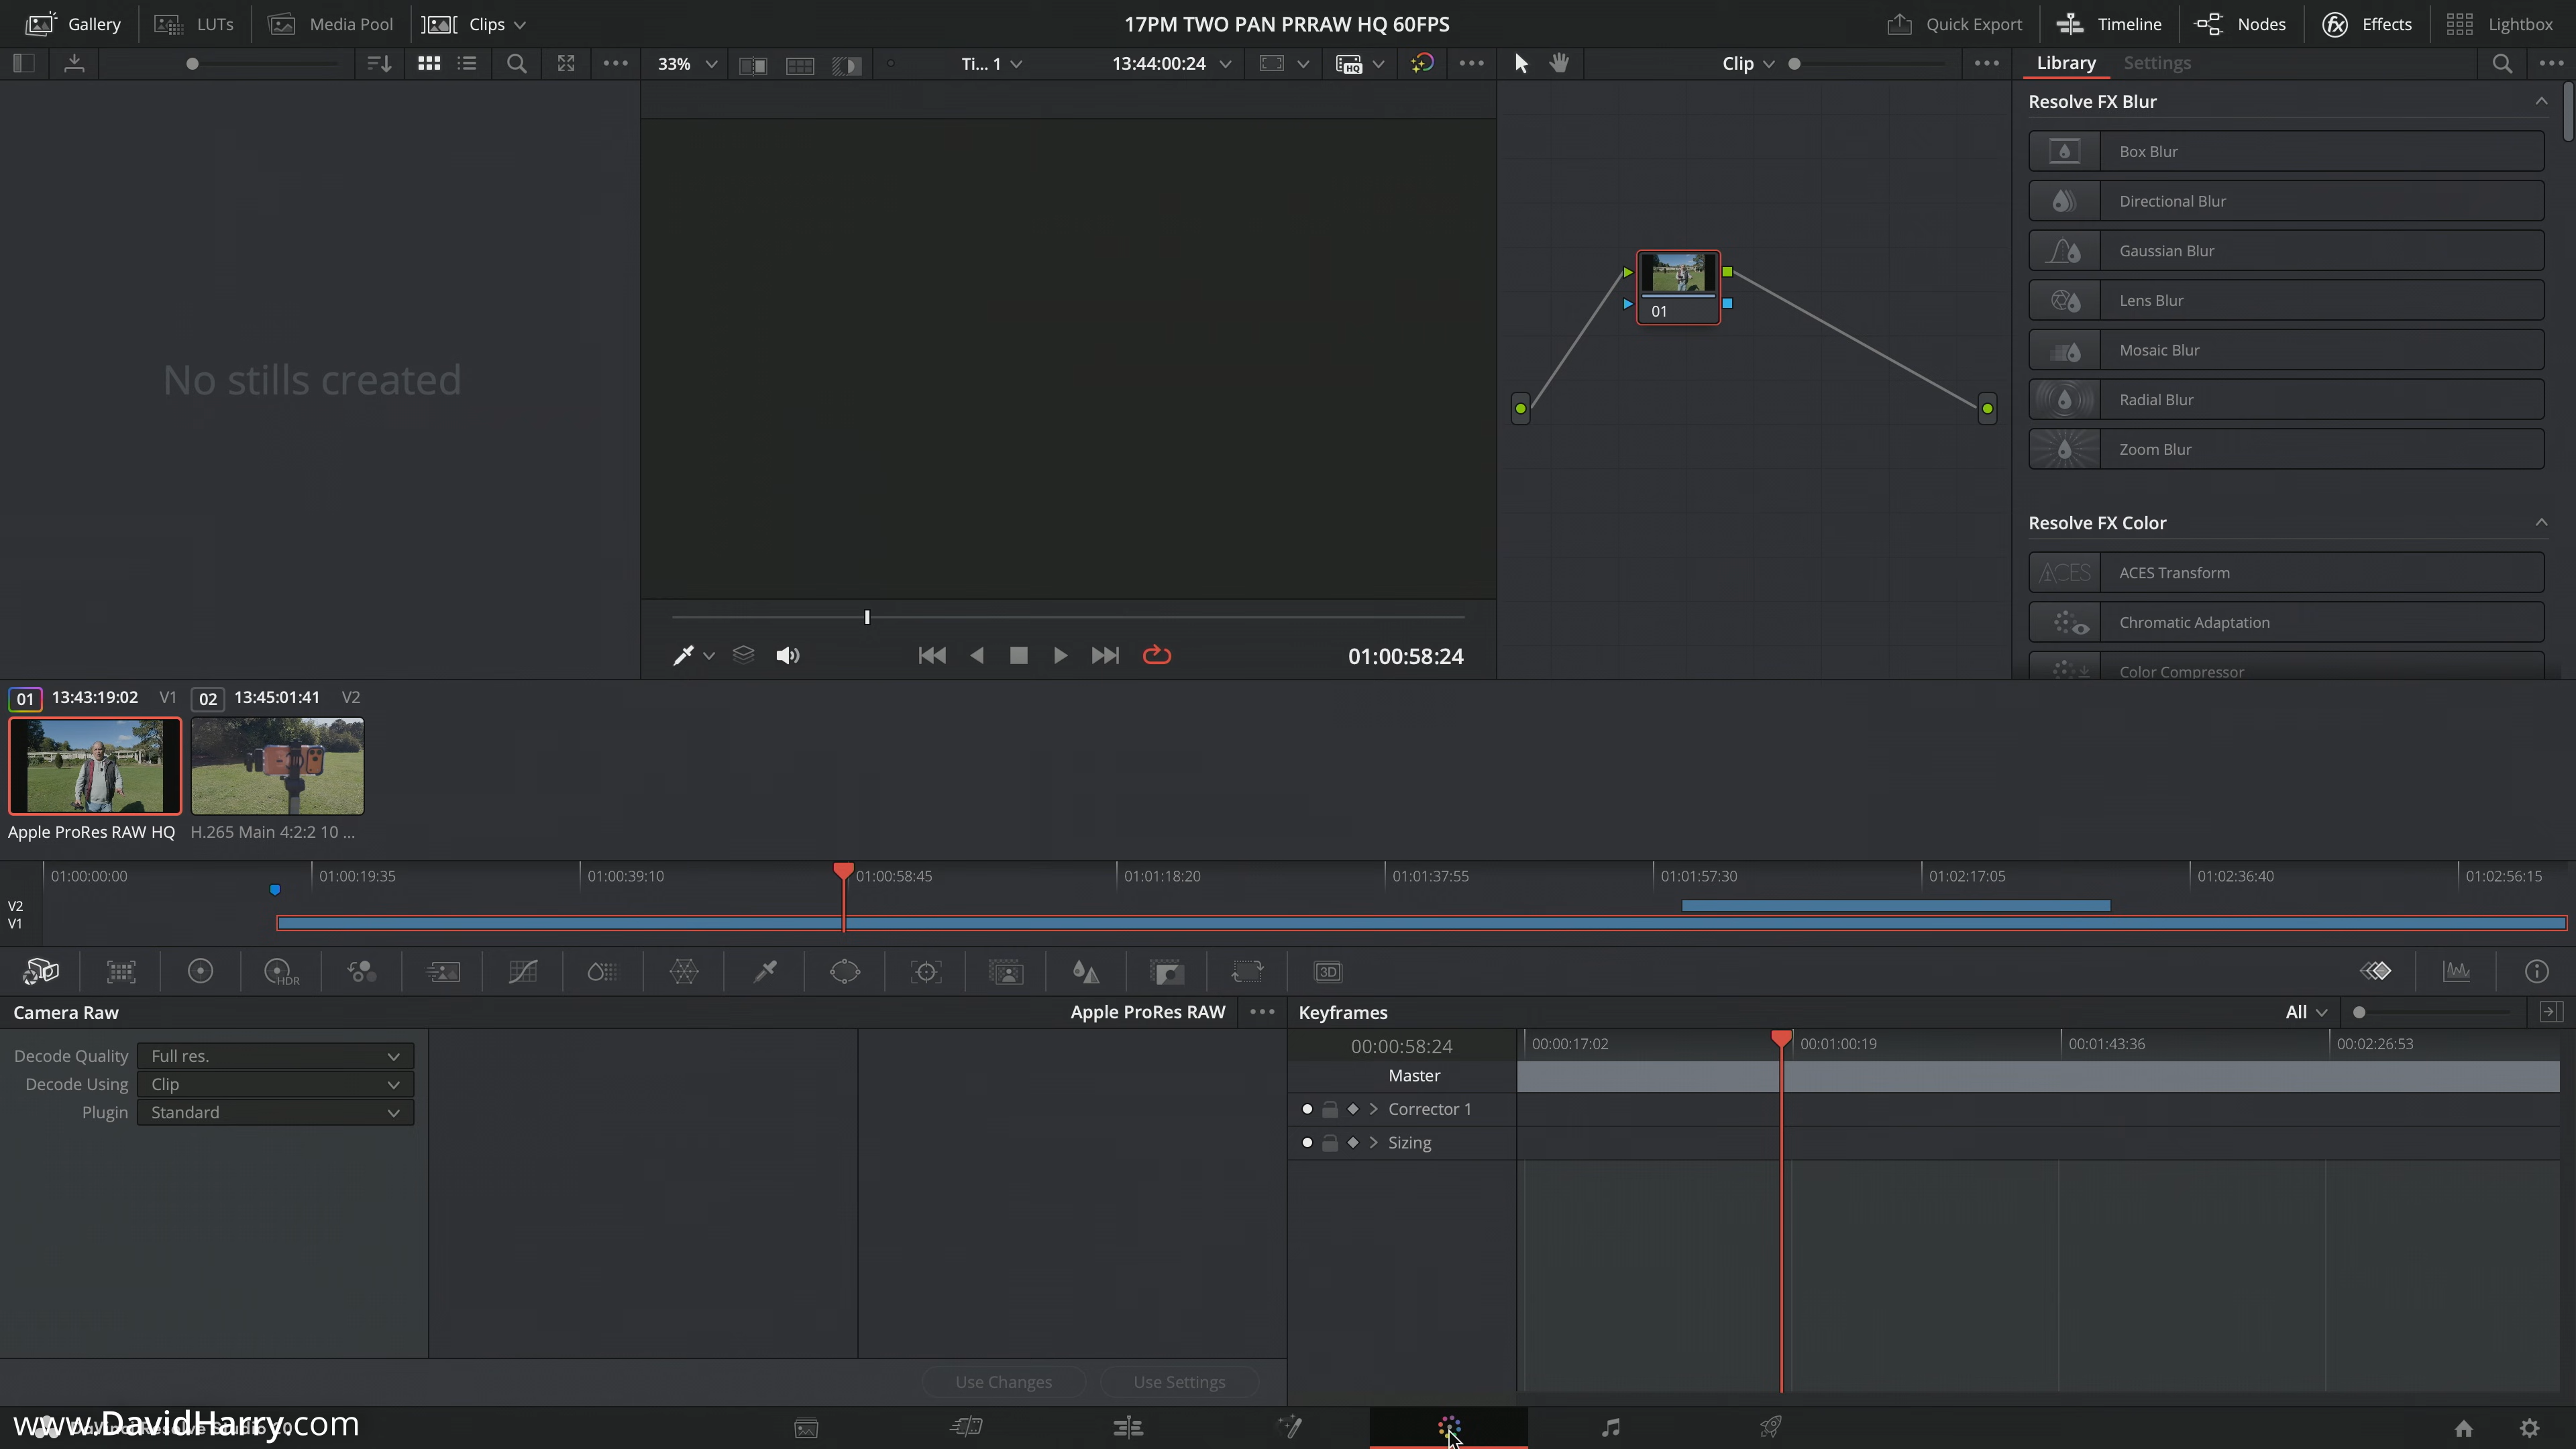 Gallery LUTs Media Pool Clips 17PM TWO PAN PRRAW HQ 60FPS Quick Export Timeline Nodes Effects Lightbox
33% Ti... 1 13:44:00:24 HQ Clip Library Settings
Resolve FX Blur
Box Blur
Directional Blur
Gaussian Blur
Lens Blur
Mosaic Blur
Radial Blur
Zoom Blur
Resolve FX Color
ACES ACES Transform
Chromatic Adaptation
Color Compressor
No stills created
01
01:00:58:24
01 13:43:19:02 V1 02 13:45:01:41 V2
Apple ProRes RAW HQ H.265 Main 4:2:2 10 ...
01:00:00:00 01:00:19:35 01:00:39:10 01:00:58:45 01:01:18:20 01:01:37:55 01:01:57:30 01:02:17:05 01:02:36:40 01:02:56:15
V2
V1
HDR 3D
Camera Raw Apple ProRes RAW Keyframes All
Decode Quality Full res.
Decode Using Clip
Plugin Standard
00:00:58:24 00:00:17:02 00:01:00:19 00:01:43:36 00:02:26:53
Master
Corrector 1
Sizing
Use Changes Use Settings
www.DavidHarry.com
DaVinci Resolve Studio 20